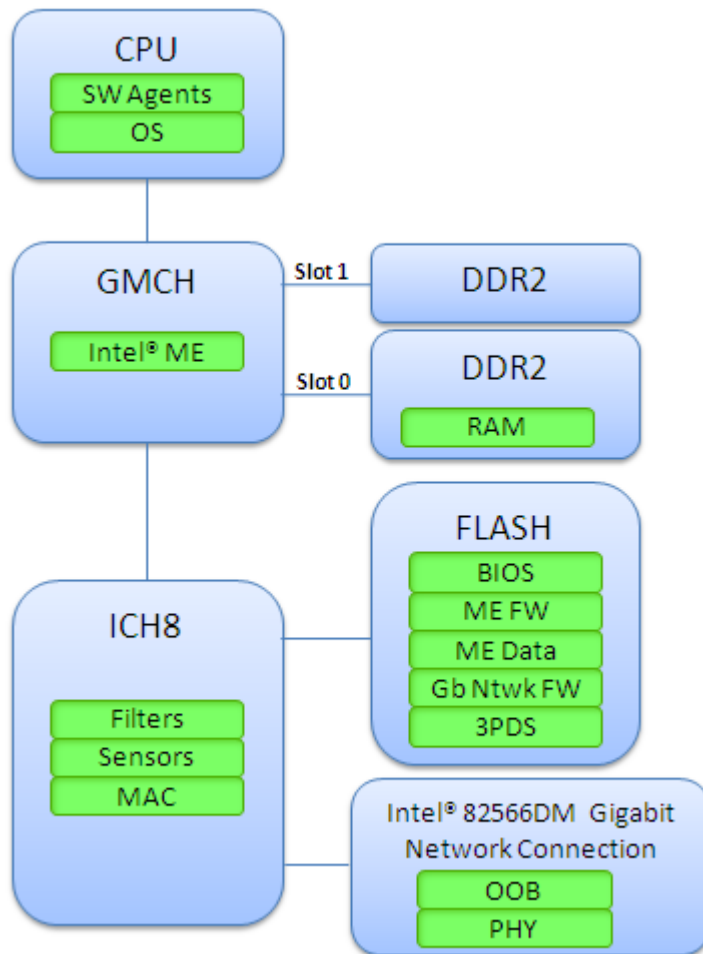 CPU
SW Agents
OS
GMCH
Intel® ME
Slot 1
DDR2
Slot 0
DDR2
RAM
FLASH
BIOS
ME FW
ME Data
Gb Ntwk FW
3PDS
ICH8
Filters
Sensors
MAC
Intel® 82566DM Gigabit
Network Connection
OOB
PHY